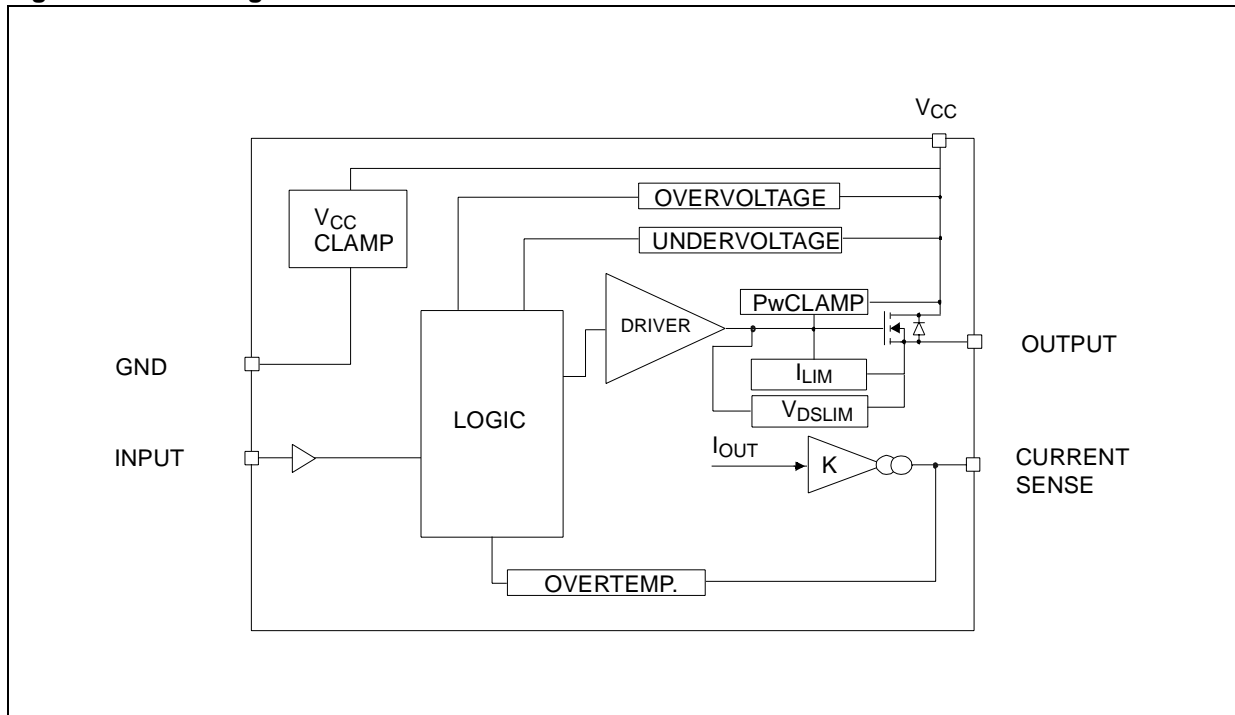 VCC
OVERVOLTAGE
VCC
CLAMP
UNDERVOLTAGE
PwCLAMP
DRIVER
OUTPUT
GND
ILIM
VDSLIM
LOGIC
IOUT
INPUT
K
CURRENT
SENSE
OVERTEMP.